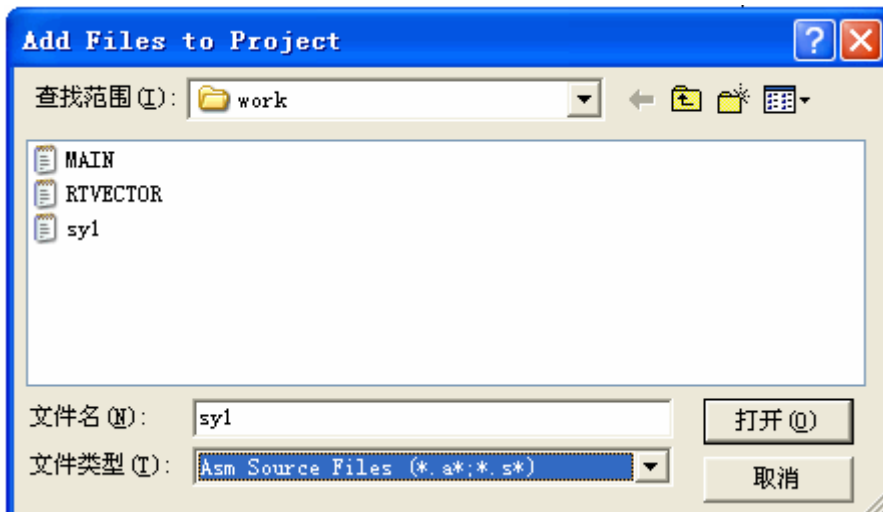 Add Files to Project
查找范围(I): work
MAIN
RTVECTOR
sy1
文件名(N): sy1 打开(O)
文件类型(T): Asm Source Files (*.a*;*.s*) 取消